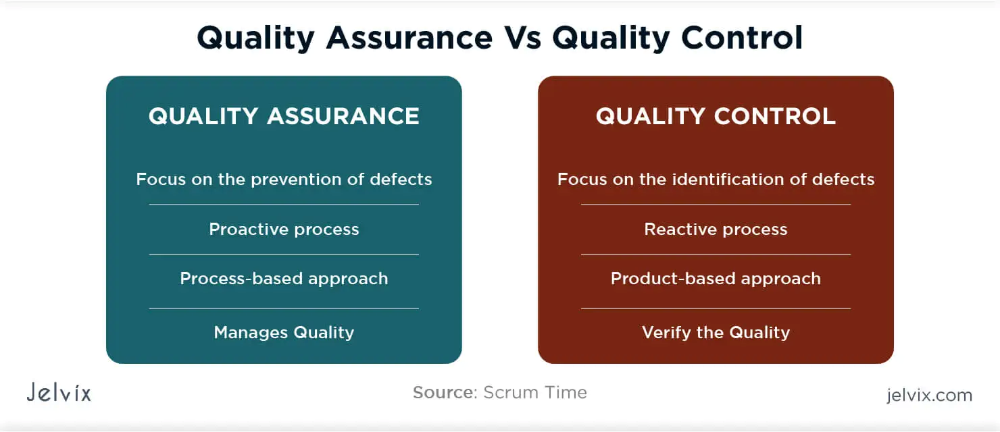 Quality Assurance Vs Quality Control
QUALITY ASSURANCE
Focus on the prevention of defects
Proactive process
Process-based approach
Manages Quality
QUALITY CONTROL
Focus on the identification of defects
Reactive process
Product-based approach
Verify the Quality
Jelvix
Source: Scrum Time
jelvix.com